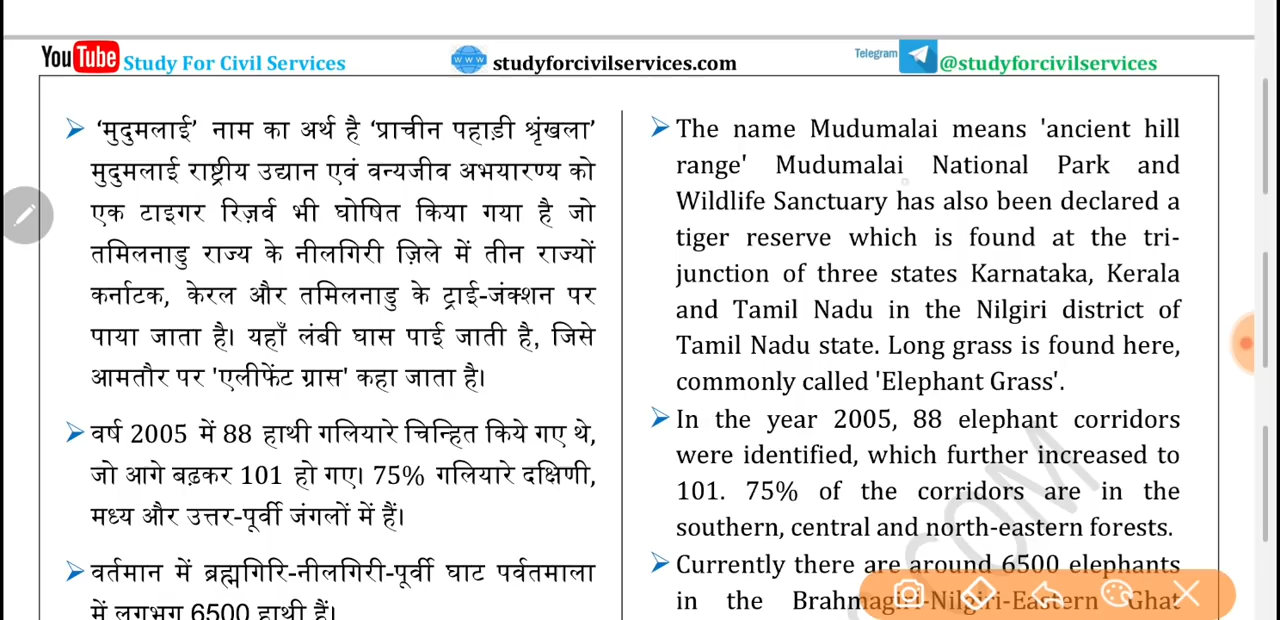 YouTube Study For Civil Services
www studyforcivilservices.com
Telegram @studyforcivilservices
➤ ‘मुदुमलाई’ नाम का अर्थ है ‘प्राचीन पहाड़ी श्रृंखला’
मुदुमलाई राष्ट्रीय उद्यान एवं वन्यजीव अभयारण्य को
एक टाइगर रिज़र्व भी घोषित किया गया है जो
तमिलनाडु राज्य के नीलगिरी ज़िले में तीन राज्यों
कर्नाटक, केरल और तमिलनाडु के ट्राई-जंक्शन पर
पाया जाता है। यहाँ लंबी घास पाई जाती है, जिसे
आमतौर पर 'एलीफेंट ग्रास' कहा जाता है।
➤ वर्ष 2005 में 88 हाथी गलियारे चिन्हित किये गए थे,
जो आगे बढ़कर 101 हो गए। 75% गलियारे दक्षिणी,
मध्य और उत्तर-पूर्वी जंगलों में हैं।
➤ वर्तमान में ब्रह्मगिरि-नीलगिरी-पूर्वी घाट पर्वतमाला
में लगभग 6500 हाथी हैं।
➤ The name Mudumalai means 'ancient hill
range' Mudumalai National Park and
Wildlife Sanctuary has also been declared a
tiger reserve which is found at the tri-
junction of three states Karnataka, Kerala
and Tamil Nadu in the Nilgiri district of
Tamil Nadu state. Long grass is found here,
commonly called 'Elephant Grass'.
➤ In the year 2005, 88 elephant corridors
were identified, which further increased to
101. 75% of the corridors are in the
southern, central and north-eastern forests.
➤ Currently there are around 6500 elephants
in the Brahmagiri-Nilgiri-Eastern Ghat